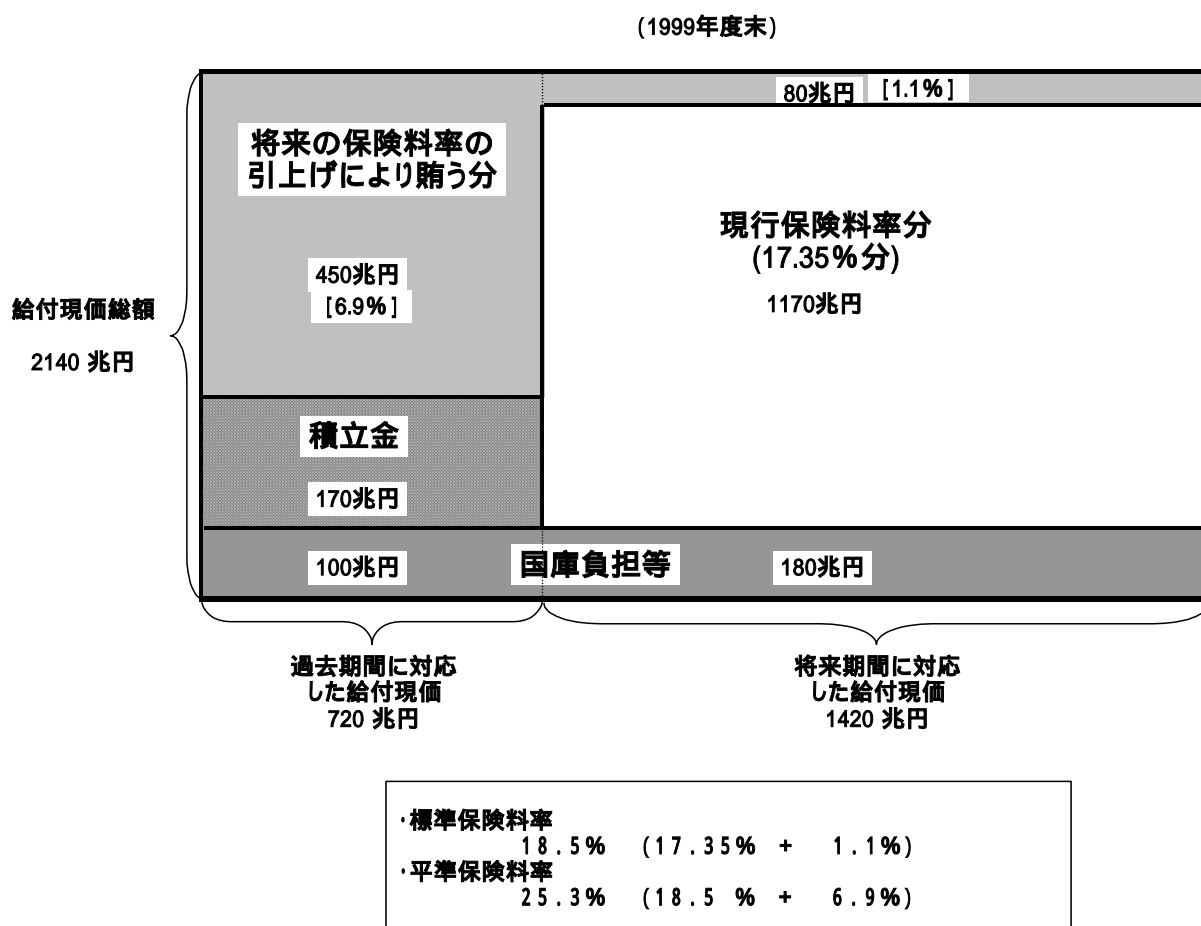 (1999年度末)
80兆円 [1.1%]
将来の保険料率の
引上げにより賄う分
450兆円
[6.9%]
現行保険料率分
(17.35%分)
1170兆円
給付現価総額
2140 兆円
積立金
170兆円
100兆円 国庫負担等 180兆円
過去期間に対応
した給付現価
720 兆円
将来期間に対応
した給付現価
1420 兆円
・標準保険料率
18.5% (17.35% + 1.1%)
・平準保険料率
25.3% (18.5 % + 6.9%)